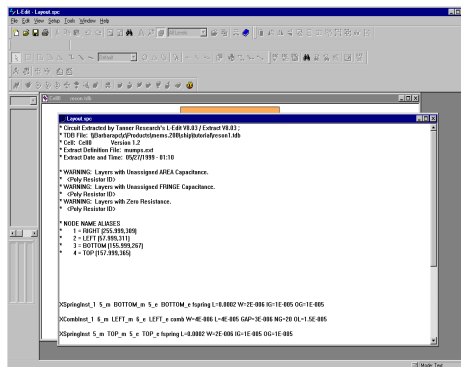 L-Edit - Layout.spc
File Edit View Setup Tools Window Help
All Levels
Default
Cell0 reson.tdb
Layout.spc
* Circuit Extracted by Tanner Research's L-Edit V8.03 / Extract V8.03 ;
* TDB File:
* Cell: Cell0 Version 1.2
* Extract Definition File: mumps.ext
* Extract Date and Time: 05/27/1999 - 01:10
* WARNING: Layers with Unassigned AREA Capacitance.
* <Poly Resistor ID>
* WARNING: Layers with Unassigned FRINGE Capacitance.
* <Poly Resistor ID>
* WARNING: Layers with Zero Resistance.
* <Poly Resistor ID>
* NODE NAME ALIASES
* 1 = RIGHT (255.999,309)
* 2 = LEFT (57.999,311)
* 3 = BOTTOM (155.999,267)
* 4 = TOP (157.999,365)
XSpringInst_1 5_m BOTTOM_m 5_e BOTTOM_e fspring L=0.0002 W=2E-006 IG=1E-005 OG=1E-005
XCombInst_1 6_m LEFT_m 6_e LEFT_e comb W=4E-006 L=4E-005 GAP=3E-006 NG=20 OL=1.5E-005
XSpringInst 5_m TOP_m 5_e TOP_e fspring L=0.0002 W=2E-006 IG=1E-005 OG=1E-005
Mode: Text